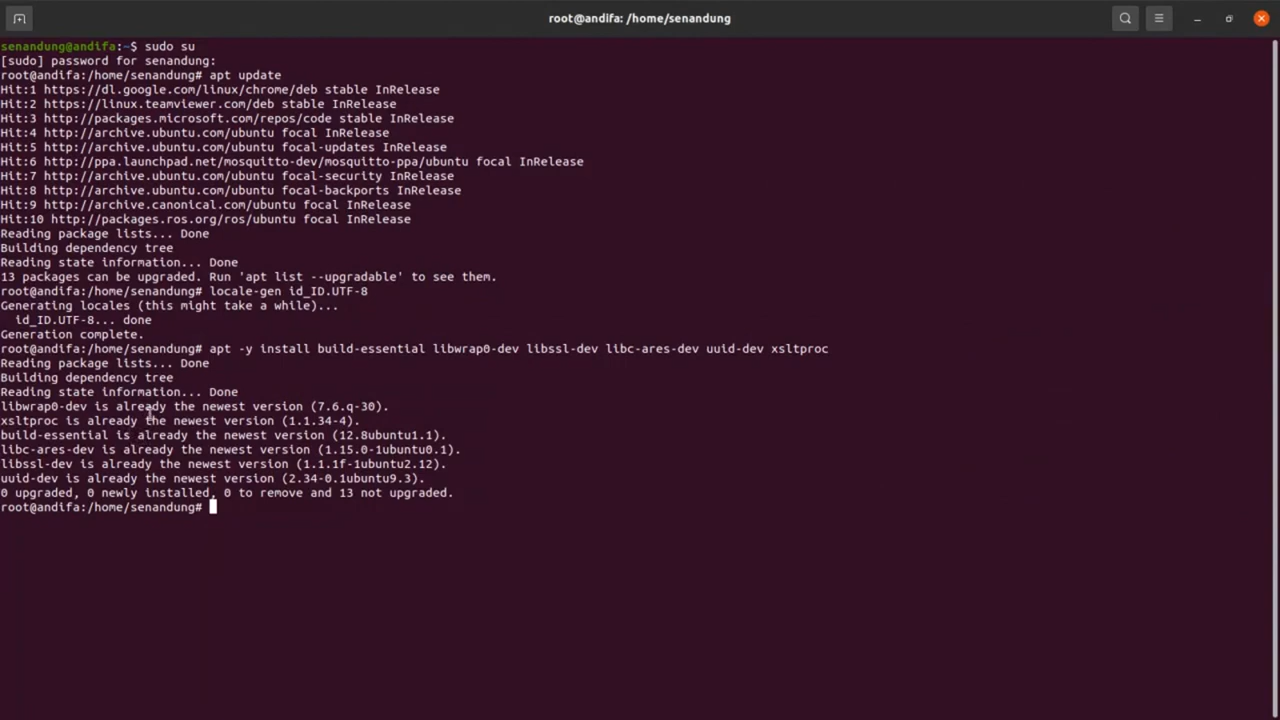 root@andifa: /home/senandung
senandung@andifa:~$ sudo su
[sudo] password for senandung:
root@andifa:/home/senandung# apt update
Hit:1 https://dl.google.com/linux/chrome/deb stable InRelease
Hit:2 https://linux.teamviewer.com/deb stable InRelease
Hit:3 http://packages.microsoft.com/repos/code stable InRelease
Hit:4 http://archive.ubuntu.com/ubuntu focal InRelease
Hit:5 http://archive.ubuntu.com/ubuntu focal-updates InRelease
Hit:6 http://ppa.launchpad.net/mosquitto-dev/mosquitto-ppa/ubuntu focal InRelease
Hit:7 http://archive.ubuntu.com/ubuntu focal-security InRelease
Hit:8 http://archive.ubuntu.com/ubuntu focal-backports InRelease
Hit:9 http://archive.canonical.com/ubuntu focal InRelease
Hit:10 http://packages.ros.org/ros/ubuntu focal InRelease
Reading package lists... Done
Building dependency tree
Reading state information... Done
13 packages can be upgraded. Run 'apt list --upgradable' to see them.
root@andifa:/home/senandung# locale-gen id_ID.UTF-8
Generating locales (this might take a while)...
  id_ID.UTF-8... done
Generation complete.
root@andifa:/home/senandung# apt -y install build-essential libwrap0-dev libssl-dev libc-ares-dev uuid-dev xsltproc
Reading package lists... Done
Building dependency tree
Reading state information... Done
libwrap0-dev is already the newest version (7.6.q-30).
xsltproc is already the newest version (1.1.34-4).
build-essential is already the newest version (12.8ubuntu1.1).
libc-ares-dev is already the newest version (1.15.0-1ubuntu0.1).
libssl-dev is already the newest version (1.1.1f-1ubuntu2.12).
uuid-dev is already the newest version (2.34-0.1ubuntu9.3).
0 upgraded, 0 newly installed, 0 to remove and 13 not upgraded.
root@andifa:/home/senandung#